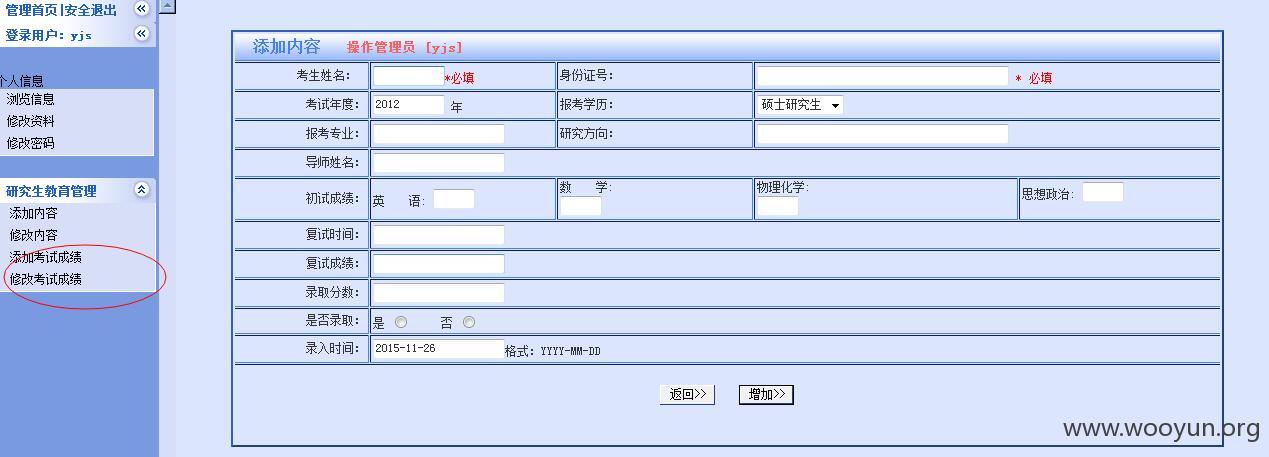 管理首页|安全退出
登录用户: yjs
个人信息
浏览信息
修改资料
修改密码
研究生教育管理
添加内容
修改内容
添加考试成绩
修改考试成绩
添加内容 操作管理员 [yjs]
考生姓名: *必填 身份证号: * 必填
考试年度: 2012 年 报考学历: 硕士研究生
报考专业: 研究方向:
导师姓名:
初试成绩: 英 语: 数 学: 物理化学: 思想政治:
复试时间:
复试成绩:
录取分数:
是否录取: 是 否
录入时间: 2015-11-26 格式: YYYY-MM-DD
返回>> 增加>>
www.wooyun.org